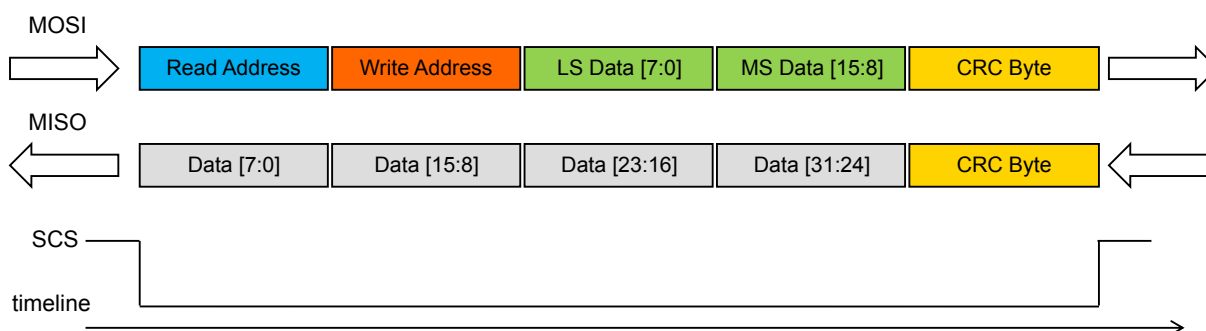 MOSI
Read Address Write Address LS Data [7:0] MS Data [15:8] CRC Byte
MISO
Data [7:0] Data [15:8] Data [23:16] Data [31:24] CRC Byte
SCS
timeline